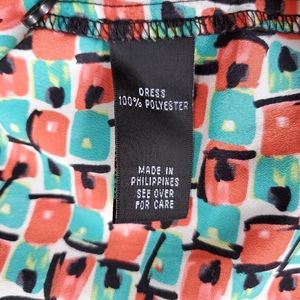 DRESS
100% POLYESTER
MADE IN
PHILIPPINES
SEE OVER
FOR CARE